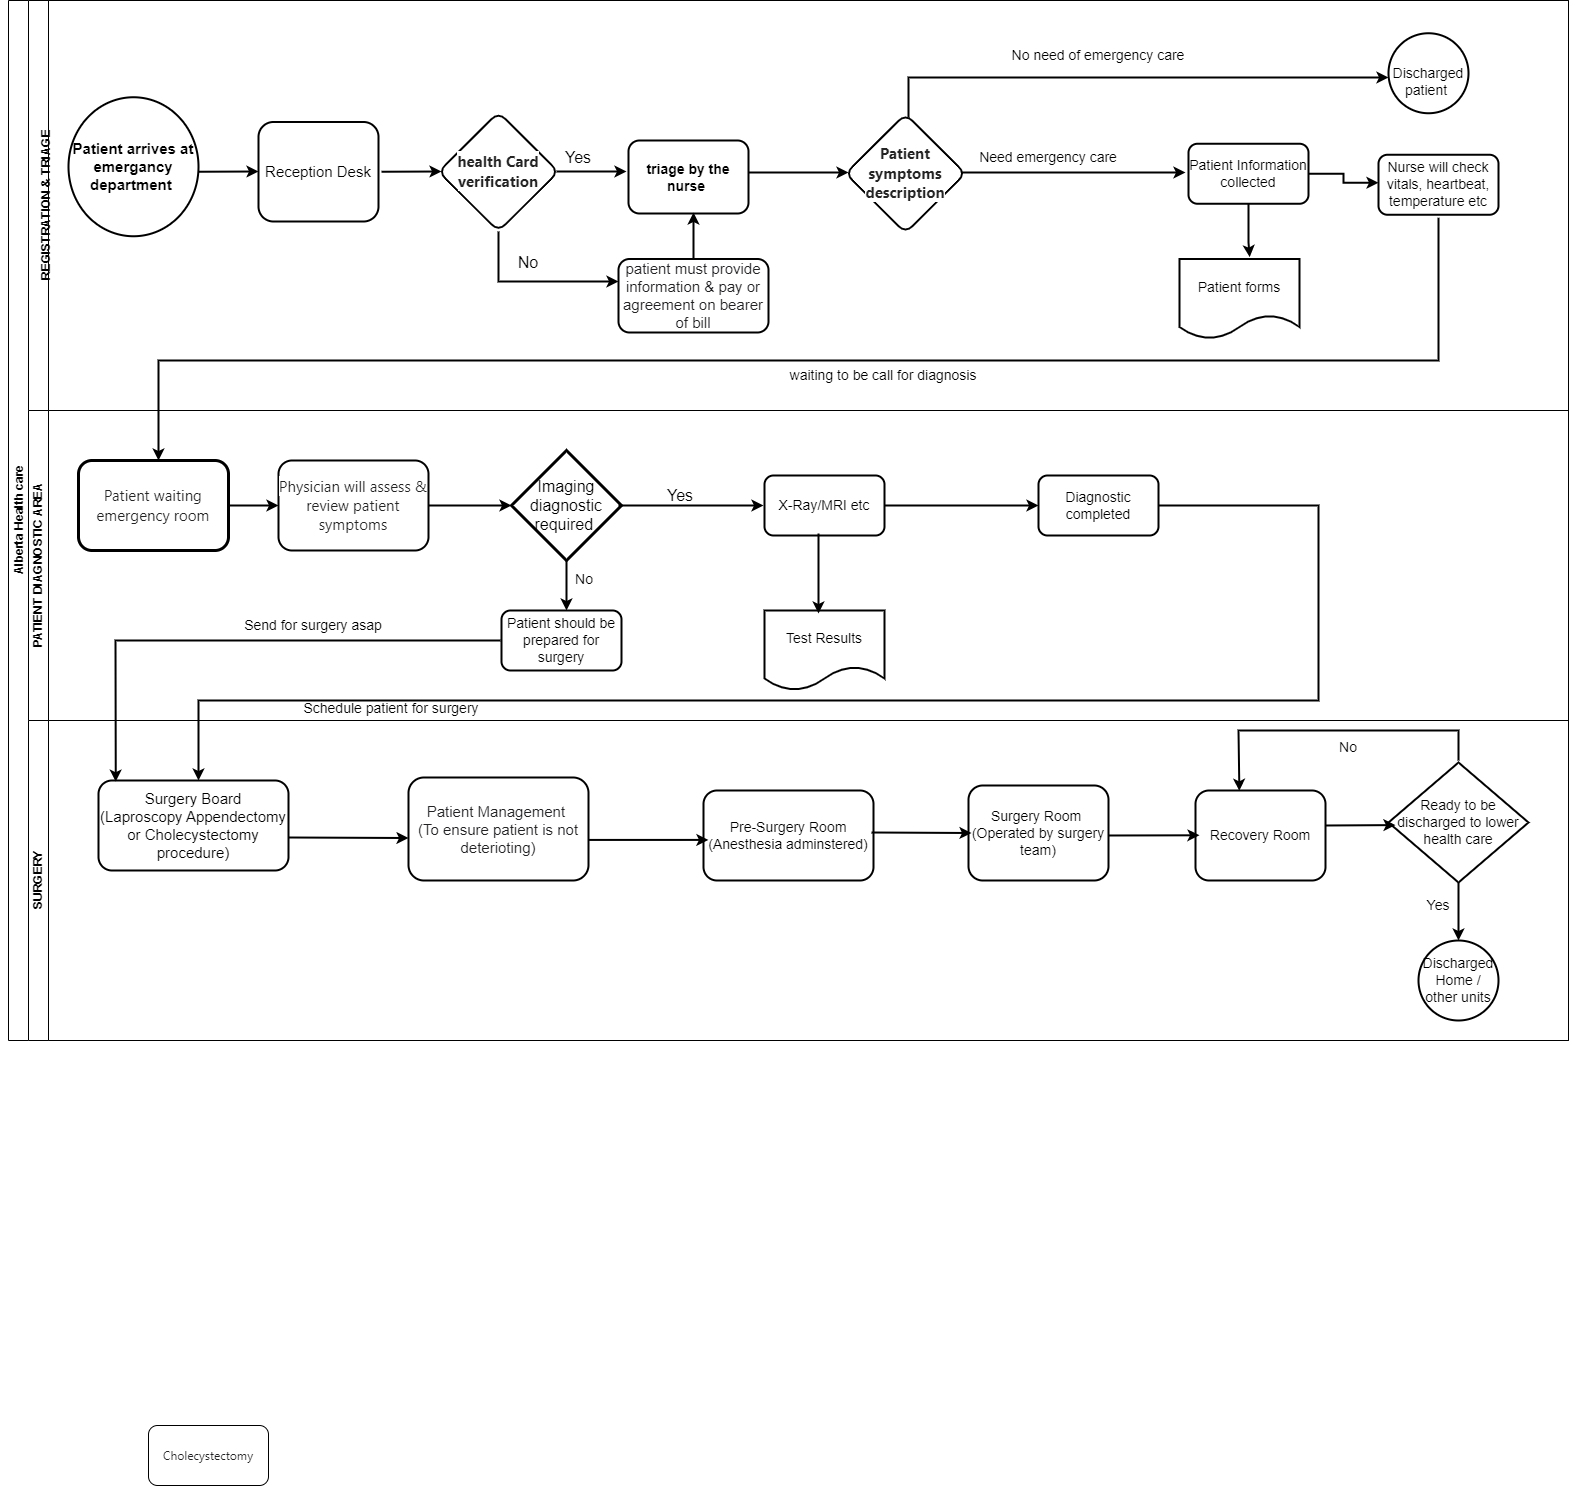 Alberta Health care
REGISTRATION & TRIAGE
Patient arrives at
emergancy
department
Reception Desk
health Card
verification
Yes
No
triage by the
nurse
patient must provide
information & pay or
agreement on bearer
of bill
Patient
symptoms
description
No need of emergency care
Discharged
patient
Need emergency care
Patient Information
collected
Patient forms
Nurse will check
vitals, heartbeat,
temperature etc
waiting to be call for diagnosis
PATIENT DIAGNOSTIC AREA
Patient waiting
emergency room
Physician will assess &
review patient
symptoms
Imaging
diagnostic
required
Yes
No
X-Ray/MRI etc
Diagnostic
completed
Patient should be
prepared for
surgery
Test Results
Send for surgery asap
Schedule patient for surgery
SURGERY
Surgery Board
(Laproscopy Appendectomy
or Cholecystectomy
procedure)
Patient Management
(To ensure patient is not
deterioting)
Pre-Surgery Room
(Anesthesia adminstered)
Surgery Room
(Operated by surgery
team)
Recovery Room
No
Ready to be
discharged to lower
health care
Yes
Discharged
Home /
other units
Cholecystectomy